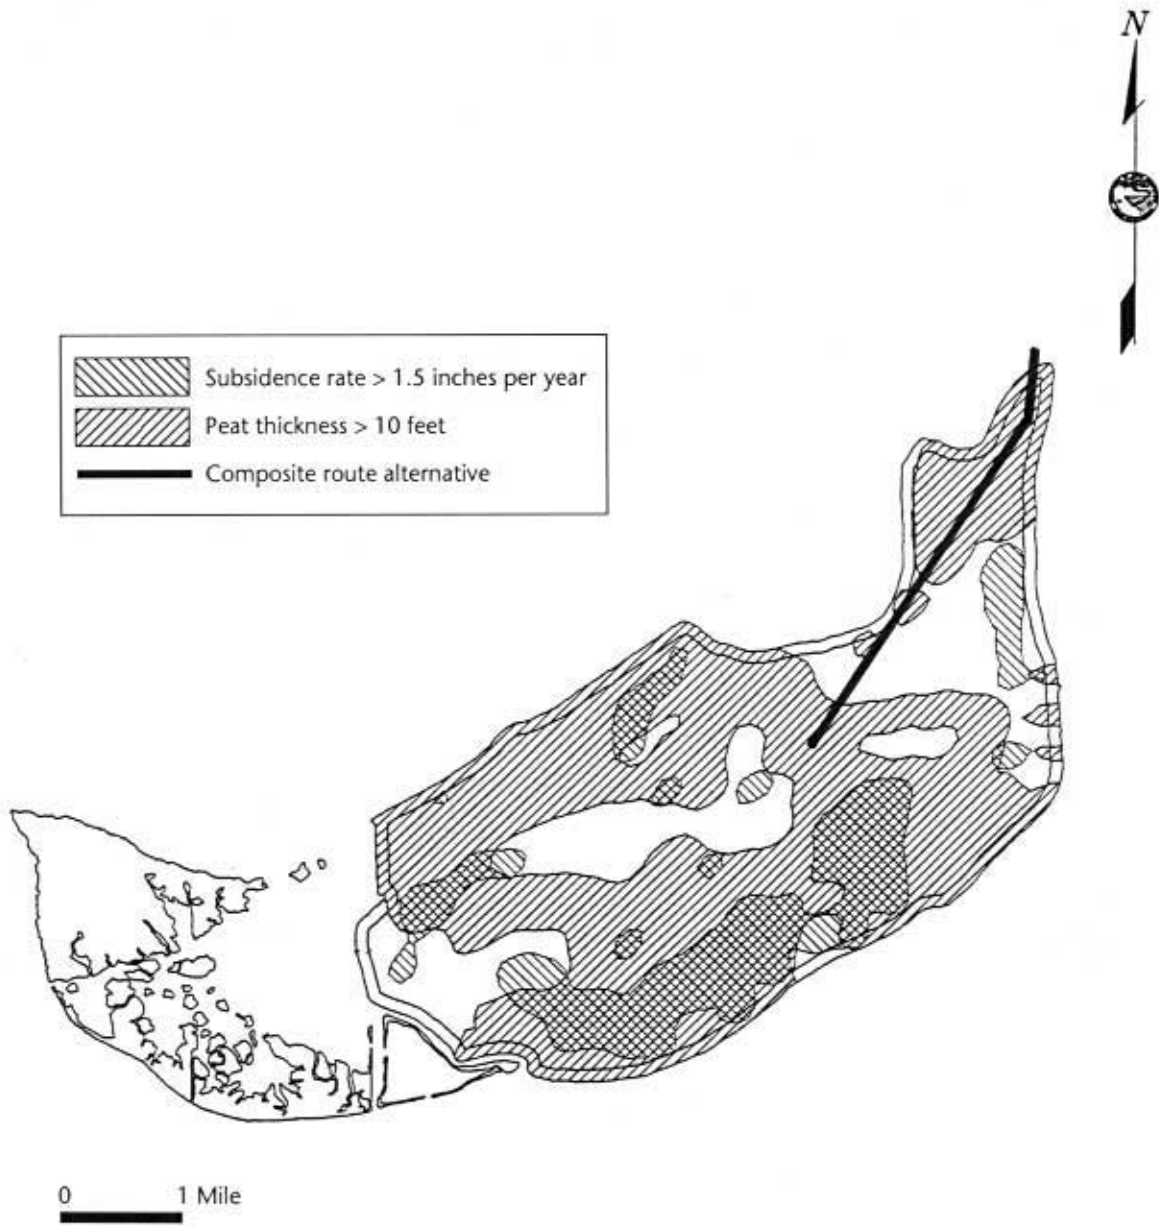 N
Subsidence rate > 1.5 inches per year
Peat thickness > 10 feet
Composite route alternative
0 1 Mile